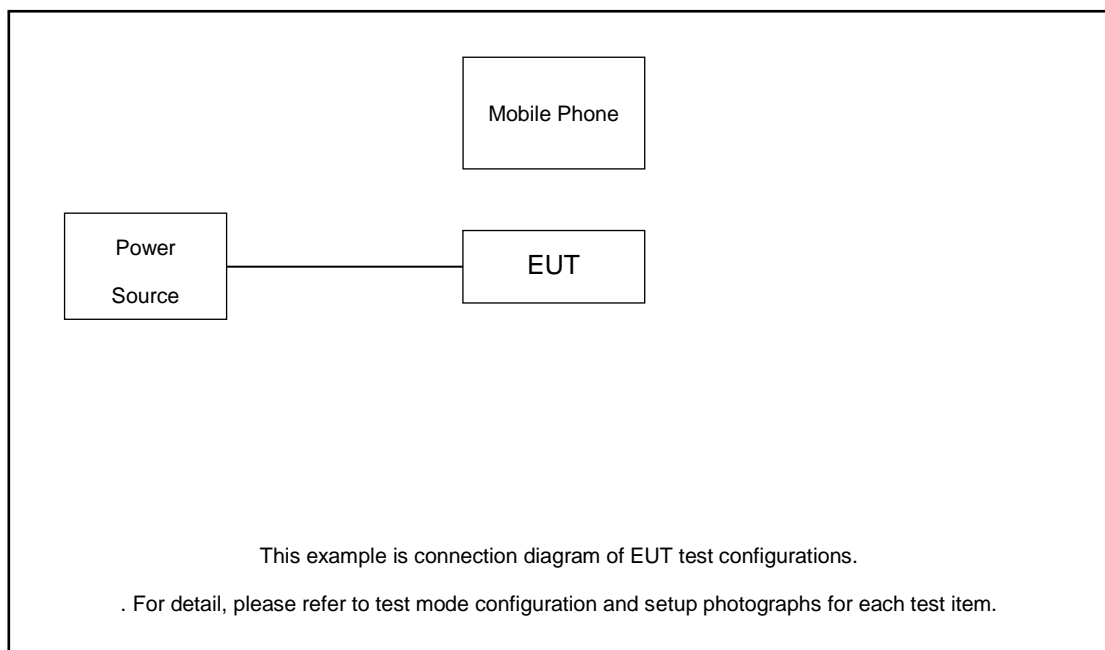 Mobile Phone
Power
Source
EUT
This example is connection diagram of EUT test configurations.
. For detail, please refer to test mode configuration and setup photographs for each test item.